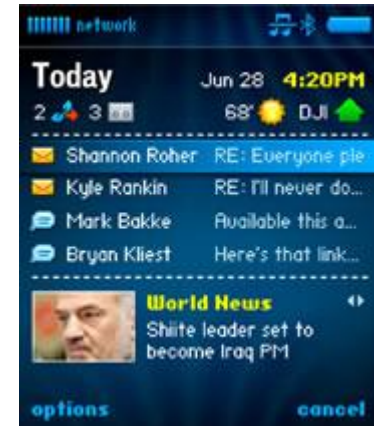 network
Today Jun 28 4:20PM
2 3 68° DJI
Shannon Roher RE: Everyone ple
Kyle Rankin RE: I'll never do...
Mark Bakke Available this a...
Bryan Kliest Here's that link...
World News
Shiite leader set to
become Iraq PM
options cancel